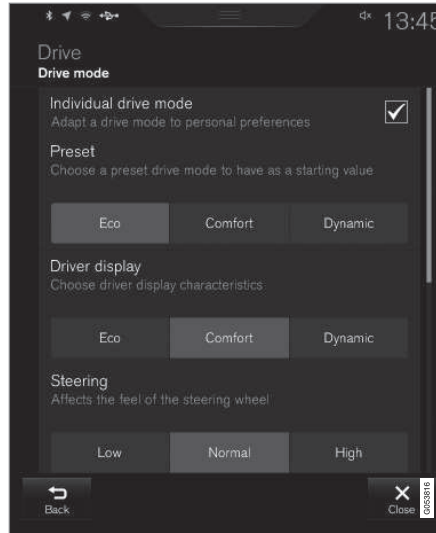 13:45
Drive
Drive mode
Individual drive mode
Adapt a drive mode to personal preferences
Preset
Choose a preset drive mode to have as a starting value
Eco Comfort Dynamic
Driver display
Choose driver display characteristics
Eco Comfort Dynamic
Steering
Affects the feel of the steering wheel
Low Normal High
Back Close
G053816